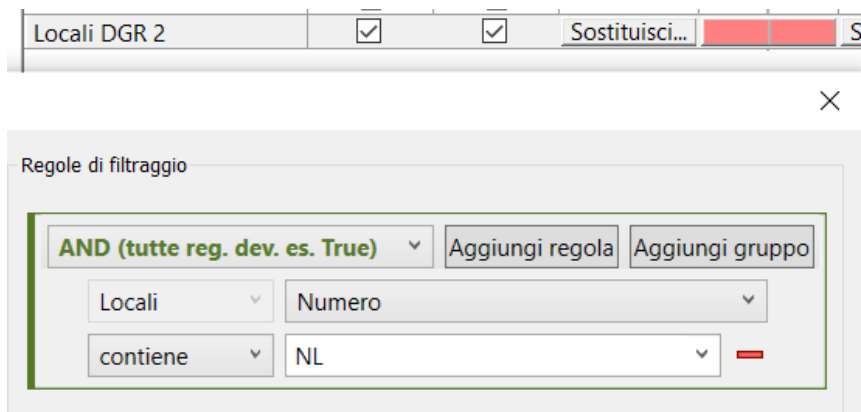 Locali DGR 2 Sostituisci... S
Regole di filtraggio
AND (tutte reg. dev. es. True) Aggiungi regola Aggiungi gruppo
Locali Numero
contiene NL